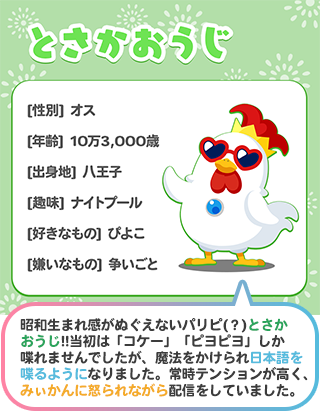 とさかおうじ
[性別] オス
[年齢] 10万3,000歳
[出身地] 八王子
[趣味] ナイトプール
[好きなもの] ぴよこ
[嫌いなもの] 争いごと
昭和生まれ感がぬぐえないパリピ(？)とさか
おうじ!!当初は「コケー」「ピヨピヨ」しか
喋れませんでしたが、魔法をかけられ日本語を
喋るようになりました。常時テンションが高く、
みぃかんに怒られながら配信をしていました。